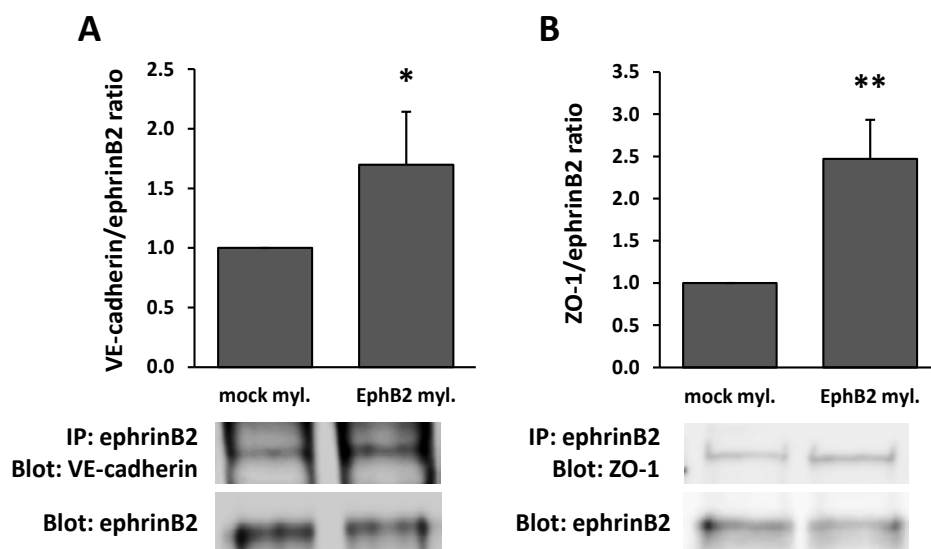 A
VE-cadherin/ephrinB2 ratio
2.5
2.0
1.5
1.0
0.5
0.0
*
mock myl.
EphB2 myl.
IP: ephrinB2
Blot: VE-cadherin
Blot: ephrinB2
B
ZO-1/ephrinB2 ratio
3.5
3.0
2.5
2.0
1.5
1.0
0.5
0.0
**
mock myl.
EphB2 myl.
IP: ephrinB2
Blot: ZO-1
Blot: ephrinB2